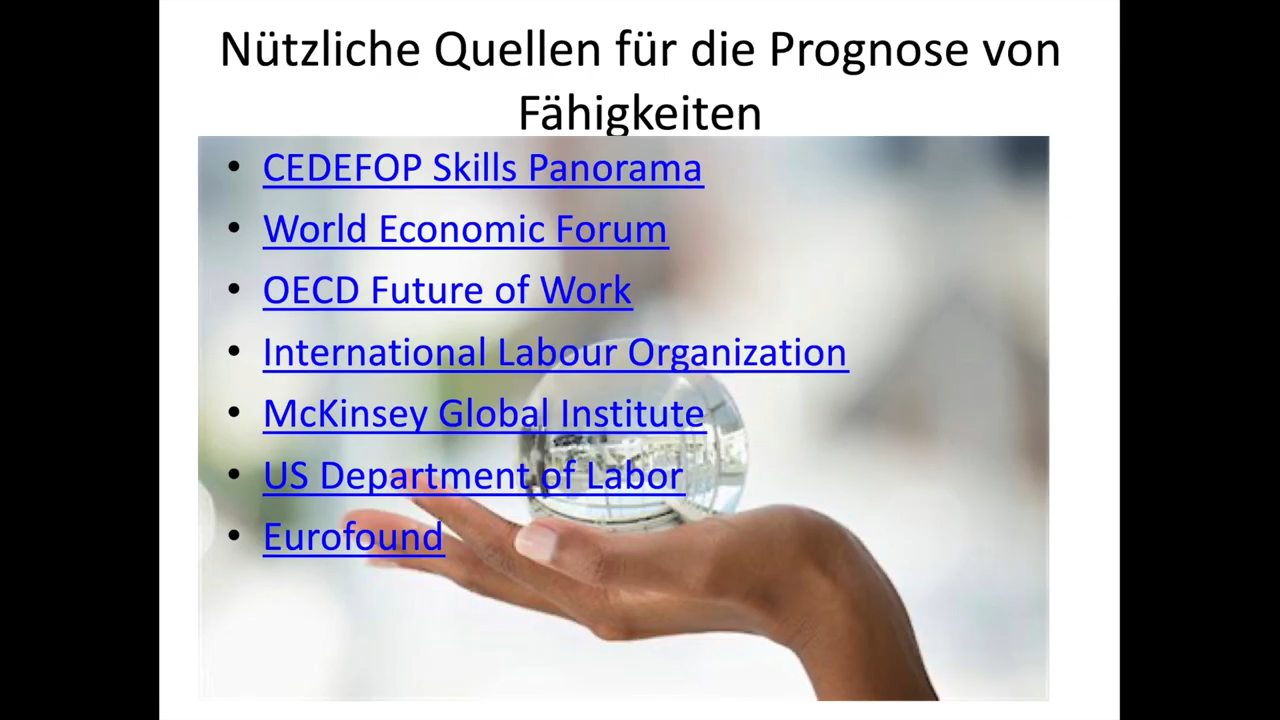 Nützliche Quellen für die Prognose von
Fähigkeiten
• CEDEFOP Skills Panorama
• World Economic Forum
• OECD Future of Work
• International Labour Organization
• McKinsey Global Institute
• US Department of Labor
• Eurofound